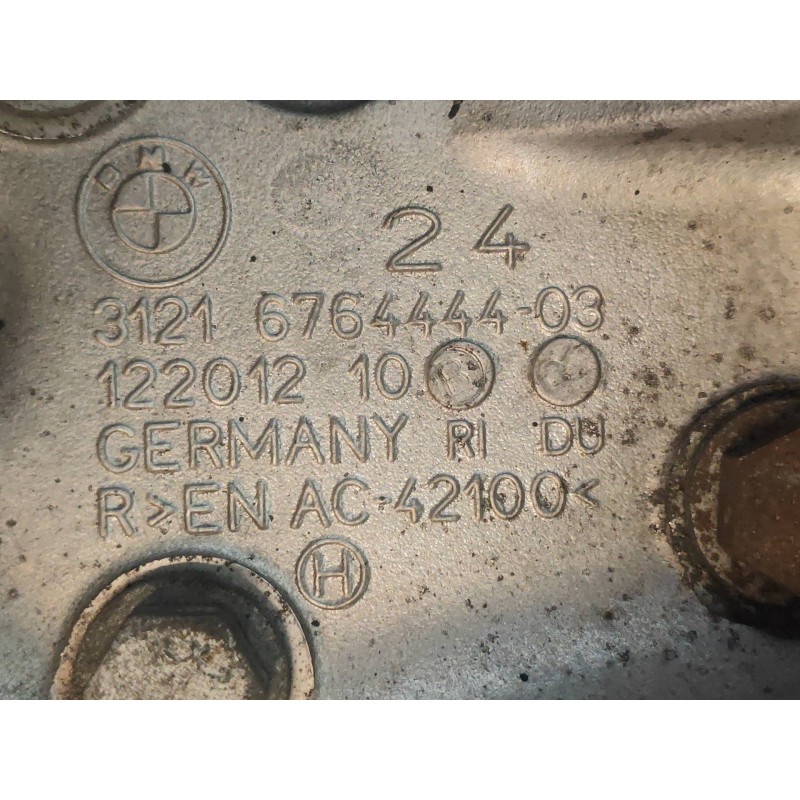 BMW
24
3121 6764444-03
122012 10
GERMANY RI DU
R>EN AC-42100<
H